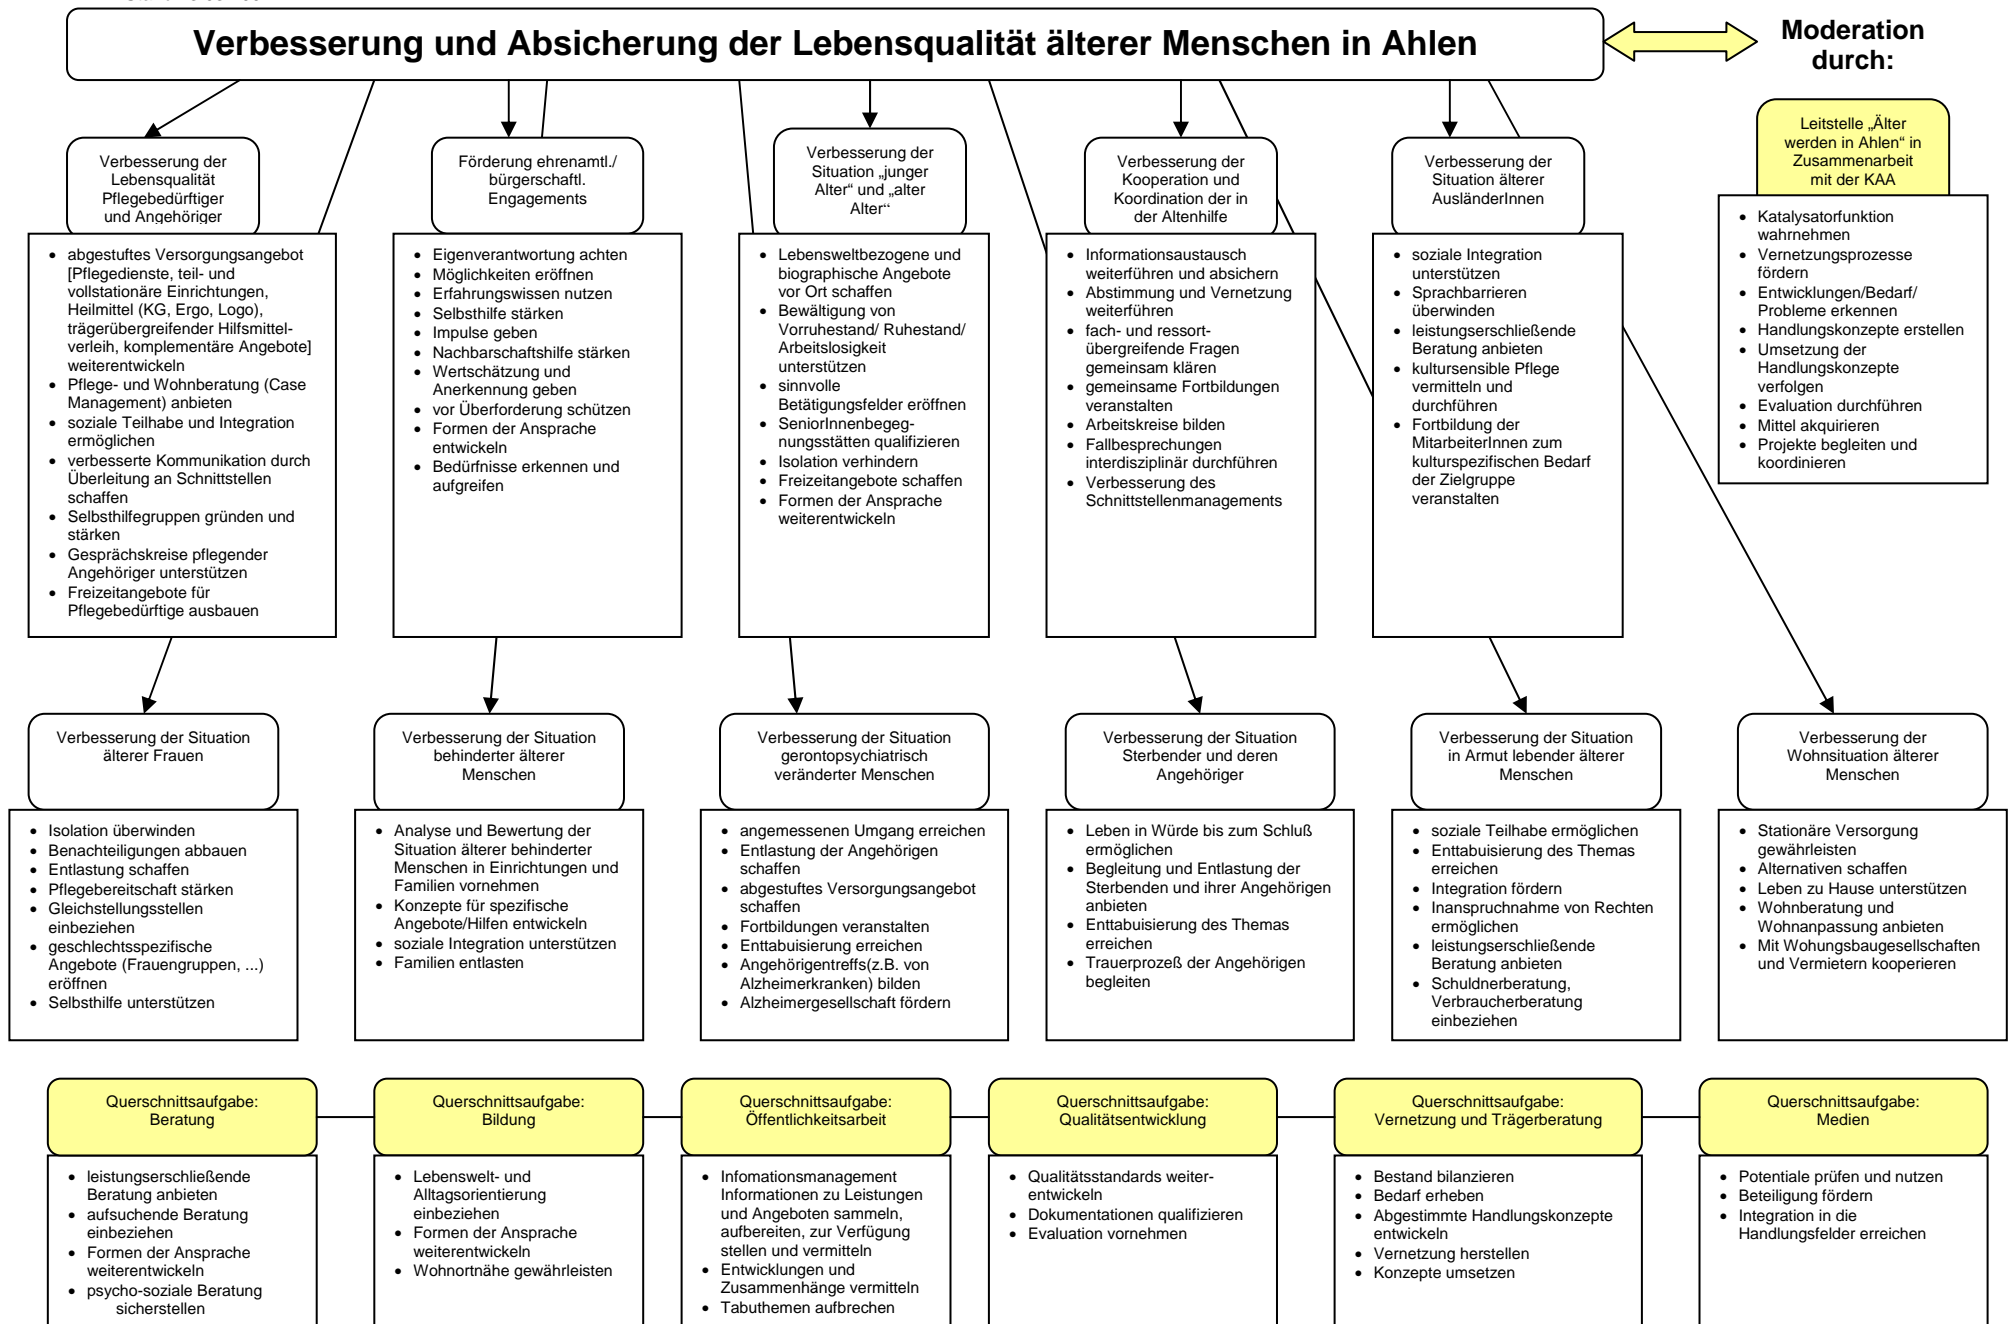 Verbesserung und Absicherung der Lebensqualität älterer Menschen in Ahlen
Moderation
durch:
Verbesserung der
Lebensqualität
Pflegebedürftiger
und Angehöriger
• abgestuftes Versorgungsangebot
[Pflegedienste, teil- und
vollstationäre Einrichtungen,
Heilmittel (KG, Ergo, Logo),
trägerübergreifender Hilfsmittel-
verleih, komplementäre Angebote]
weiterentwickeln
• Pflege- und Wohnberatung (Case
Management) anbieten
• soziale Teilhabe und Integration
ermöglichen
• verbesserte Kommunikation durch
Überleitung an Schnittstellen
schaffen
• Selbsthilfegruppen gründen und
stärken
• Gesprächskreise pflegender
Angehöriger unterstützen
• Freizeitangebote für
Pflegebedürftige ausbauen
Förderung ehrenamtl./
bürgerschaftl.
Engagements
• Eigenverantwortung achten
• Möglichkeiten eröffnen
• Erfahrungswissen nutzen
• Selbsthilfe stärken
• Impulse geben
• Nachbarschaftshilfe stärken
• Wertschätzung und
Anerkennung geben
• vor Überforderung schützen
• Formen der Ansprache
entwickeln
• Bedürfnisse erkennen und
aufgreifen
Verbesserung der
Situation „junger
Alter“ und „alter
Alter“
• Lebensweltbezogene und
biographische Angebote
vor Ort schaffen
• Bewältigung von
Vorruhestand/ Ruhestand/
Arbeitslosigkeit
unterstützen
• sinnvolle
Betätigungsfelder eröffnen
• SeniorInnenbegeg-
nungsstätten qualifizieren
• Isolation verhindern
• Freizeitangebote schaffen
• Formen der Ansprache
weiterentwickeln
Verbesserung der
Kooperation und
Koordination der in
der Altenhilfe
• Informationsaustausch
weiterführen und absichern
• Abstimmung und Vernetzung
weiterführen
• fach- und ressort-
übergreifende Fragen
gemeinsam klären
• gemeinsame Fortbildungen
veranstalten
• Arbeitskreise bilden
• Fallbesprechungen
interdisziplinär durchführen
• Verbesserung des
Schnittstellenmanagements
Verbesserung der
Situation älterer
AusländerInnen
• soziale Integration
unterstützen
• Sprachbarrieren
überwinden
• leistungserschließende
Beratung anbieten
• kultursensible Pflege
vermitteln und
durchführen
• Fortbildung der
MitarbeiterInnen zum
kulturspezifischen Bedarf
der Zielgruppe
veranstalten
Leitstelle „Älter
werden in Ahlen“ in
Zusammenarbeit
mit der KAA
• Katalysatorfunktion
wahrnehmen
• Vernetzungsprozesse
fördern
• Entwicklungen/Bedarf/
Probleme erkennen
• Handlungskonzepte erstellen
• Umsetzung der
Handlungskonzepte
verfolgen
• Evaluation durchführen
• Mittel akquirieren
• Projekte begleiten und
koordinieren
Verbesserung der Situation
älterer Frauen
• Isolation überwinden
• Benachteiligungen abbauen
• Entlastung schaffen
• Pflegebereitschaft stärken
• Gleichstellungsstellen
einbeziehen
• geschlechtsspezifische
Angebote (Frauengruppen, ...)
eröffnen
• Selbsthilfe unterstützen
Verbesserung der Situation
behinderter älterer
Menschen
• Analyse und Bewertung der
Situation älterer behinderter
Menschen in Einrichtungen und
Familien vornehmen
• Konzepte für spezifische
Angebote/Hilfen entwickeln
• soziale Integration unterstützen
• Familien entlasten
Verbesserung der Situation
gerontopsychiatrisch
veränderter Menschen
• angemessenen Umgang erreichen
• Entlastung der Angehörigen
schaffen
• abgestuftes Versorgungsangebot
schaffen
• Fortbildungen veranstalten
• Enttabuisierung erreichen
• Angehörigentreffs(z.B. von
Alzheimerkranken) bilden
• Alzheimergesellschaft fördern
Verbesserung der Situation
Sterbender und deren
Angehöriger
• Leben in Würde bis zum Schluß
ermöglichen
• Begleitung und Entlastung der
Sterbenden und ihrer Angehörigen
anbieten
• Enttabuisierung des Themas
erreichen
• Trauerprozeß der Angehörigen
begleiten
Verbesserung der Situation
in Armut lebender älterer
Menschen
• soziale Teilhabe ermöglichen
• Enttabuisierung des Themas
erreichen
• Integration fördern
• Inanspruchnahme von Rechten
ermöglichen
• leistungserschließende
Beratung anbieten
• Schuldnerberatung,
Verbraucherberatung
einbeziehen
Verbesserung der
Wohnsituation älterer
Menschen
• Stationäre Versorgung
gewährleisten
• Alternativen schaffen
• Leben zu Hause unterstützen
• Wohnberatung und
Wohnanpassung anbieten
• Mit Wohungsbaugesellschaften
und Vermietern kooperieren
Querschnittsaufgabe:
Beratung
• leistungserschließende
Beratung anbieten
• aufsuchende Beratung
einbeziehen
• Formen der Ansprache
weiterentwickeln
• psycho-soziale Beratung
sicherstellen
Querschnittsaufgabe:
Bildung
• Lebenswelt- und
Alltagsorientierung
einbeziehen
• Formen der Ansprache
weiterentwickeln
• Wohnortnähe gewährleisten
Querschnittsaufgabe:
Öffentlichkeitsarbeit
• Infomationsmanagement
Informationen zu Leistungen
und Angeboten sammeln,
aufbereiten, zur Verfügung
stellen und vermitteln
• Entwicklungen und
Zusammenhänge vermitteln
• Tabuthemen aufbrechen
Querschnittsaufgabe:
Qualitätsentwicklung
• Qualitätsstandards weiter-
entwickeln
• Dokumentationen qualifizieren
• Evaluation vornehmen
Querschnittsaufgabe:
Vernetzung und Trägerberatung
• Bestand bilanzieren
• Bedarf erheben
• Abgestimmte Handlungskonzepte
entwickeln
• Vernetzung herstellen
• Konzepte umsetzen
Querschnittsaufgabe:
Medien
• Potentiale prüfen und nutzen
• Beteiligung fördern
• Integration in die
Handlungsfelder erreichen